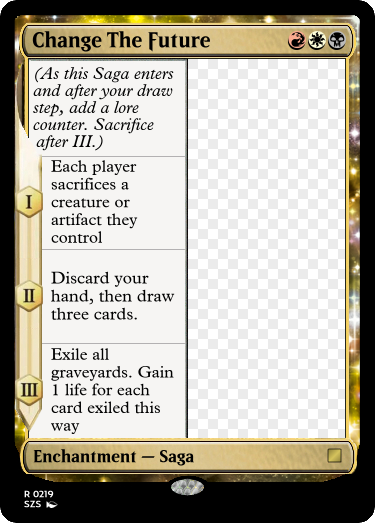 Change The Future
(As this Saga enters
and after your draw
step, add a lore
counter. Sacrifice
after III.)
I
Each player
sacrifices a
creature or
artifact they
control
II
Discard your
hand, then draw
three cards.
III
Exile all
graveyards. Gain
1 life for each
card exiled this
way
Enchantment — Saga
R 0219
SZS